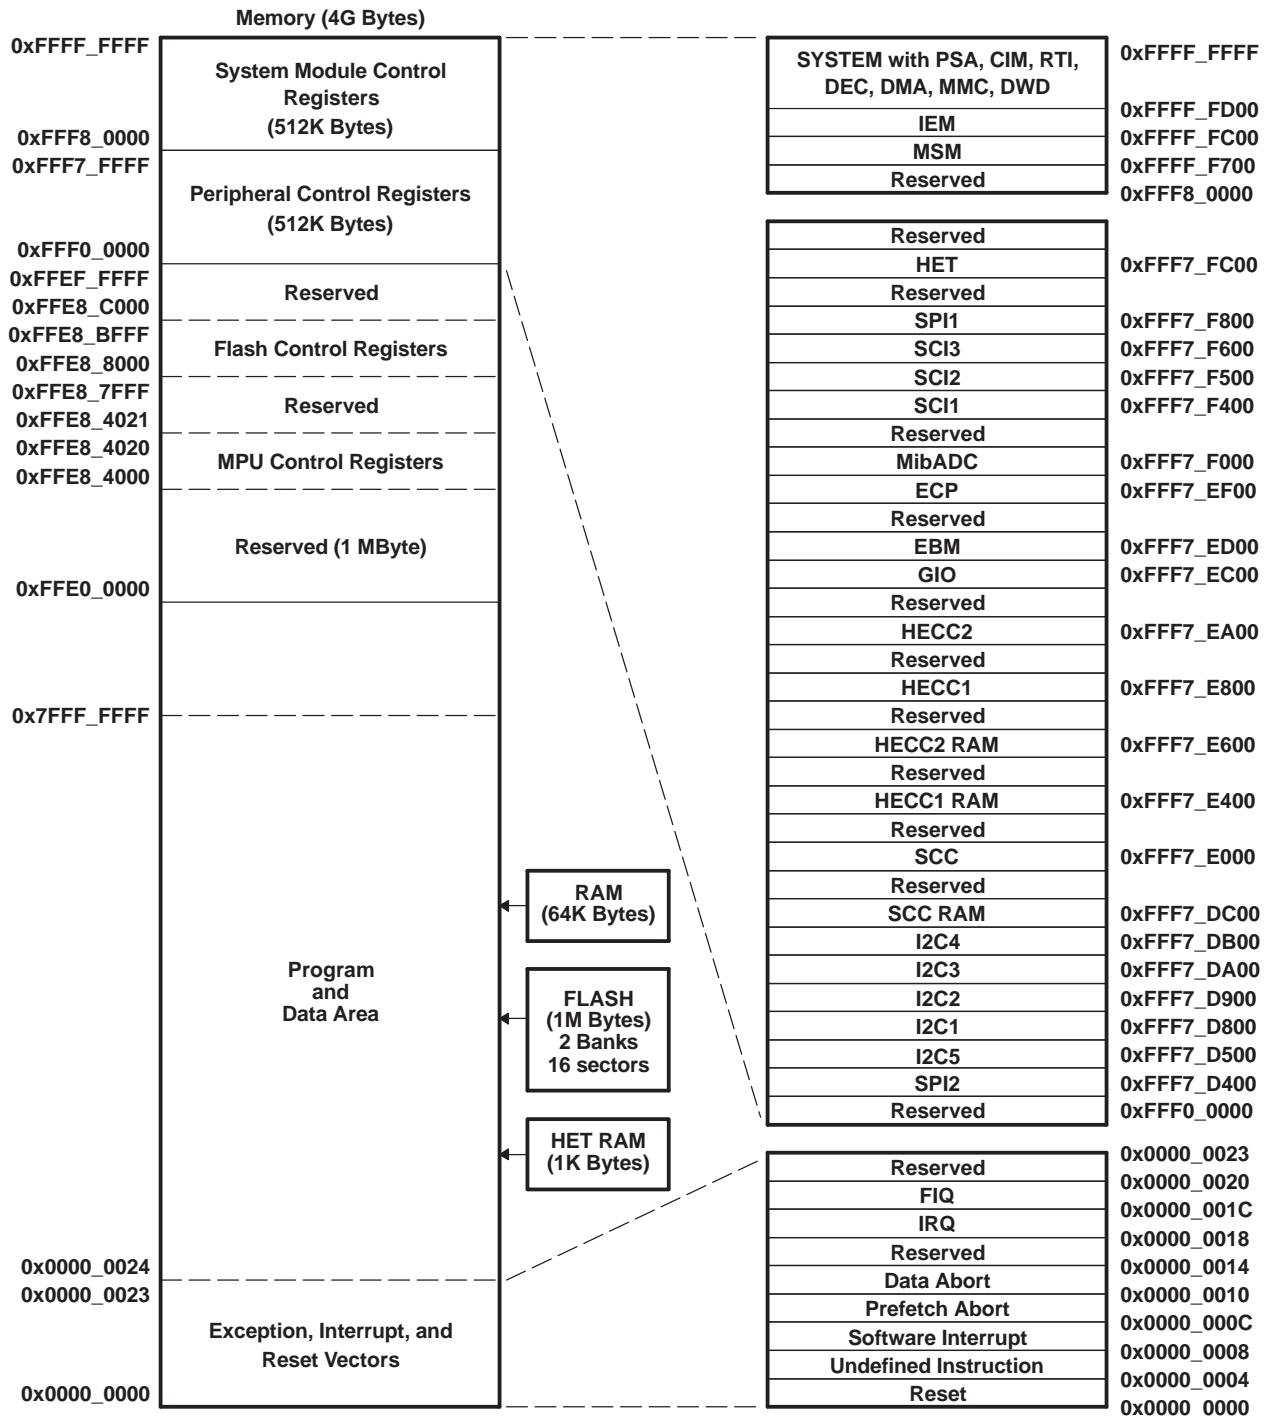 Memory (4G Bytes)
0xFFFF_FFFF
System Module Control
Registers
(512K Bytes)
0xFFF8_0000
0xFFF7_FFFF
Peripheral Control Registers
(512K Bytes)
0xFFF0_0000
0xFFEF_FFFF
Reserved
0xFFE8_C000
0xFFE8_BFFF
Flash Control Registers
0xFFE8_8000
0xFFE8_7FFF
Reserved
0xFFE8_4021
0xFFE8_4020
MPU Control Registers
0xFFE8_4000
Reserved (1 MByte)
0xFFE0_0000
0x7FFF_FFFF
Program
and
Data Area
RAM
(64K Bytes)
FLASH
(1M Bytes)
2 Banks
16 sectors
HET RAM
(1K Bytes)
0x0000_0024
0x0000_0023
Exception, Interrupt, and
Reset Vectors
0x0000_0000
SYSTEM with PSA, CIM, RTI,
DEC, DMA, MMC, DWD
0xFFFF_FFFF
0xFFFF_FD00
IEM
0xFFFF_FC00
MSM
0xFFFF_F700
Reserved
0xFFF8_0000
Reserved
HET 0xFFF7_FC00
Reserved
SPI1 0xFFF7_F800
SCI3 0xFFF7_F600
SCI2 0xFFF7_F500
SCI1 0xFFF7_F400
Reserved
MibADC 0xFFF7_F000
ECP 0xFFF7_EF00
Reserved
EBM 0xFFF7_ED00
GIO 0xFFF7_EC00
Reserved
HECC2 0xFFF7_EA00
Reserved
HECC1 0xFFF7_E800
Reserved
HECC2 RAM 0xFFF7_E600
Reserved
HECC1 RAM 0xFFF7_E400
Reserved
SCC 0xFFF7_E000
Reserved
SCC RAM 0xFFF7_DC00
I2C4 0xFFF7_DB00
I2C3 0xFFF7_DA00
I2C2 0xFFF7_D900
I2C1 0xFFF7_D800
I2C5 0xFFF7_D500
SPI2 0xFFF7_D400
Reserved 0xFFF0_0000
0x0000_0023
Reserved
0x0000_0020
FIQ
0x0000_001C
IRQ
0x0000_0018
Reserved
0x0000_0014
Data Abort
0x0000_0010
Prefetch Abort
0x0000_000C
Software Interrupt
0x0000_0008
Undefined Instruction
0x0000_0004
Reset
0x0000_0000